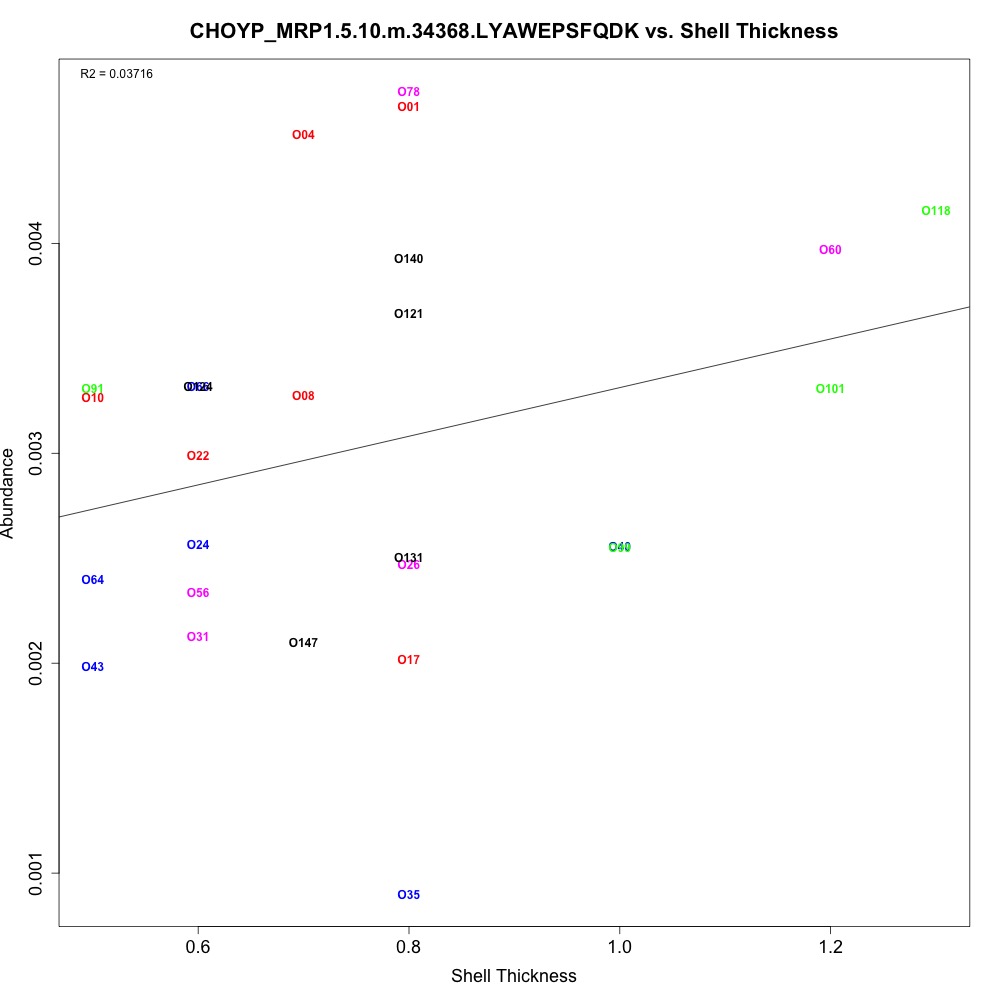 CHOYP_MRP1.5.10.m.34368.LYAWEPSFQDK vs. Shell Thickness
R2 = 0.03716
O78
O01
O04
O118
O60
O140
O121
O91
O124
O101
O10
O08
O22
O24
O40
O131
O26
O64
O56
O31
O147
O17
O43
O35
0.004
0.003
0.002
0.001
Abundance
0.6
0.8
1.0
1.2
Shell Thickness